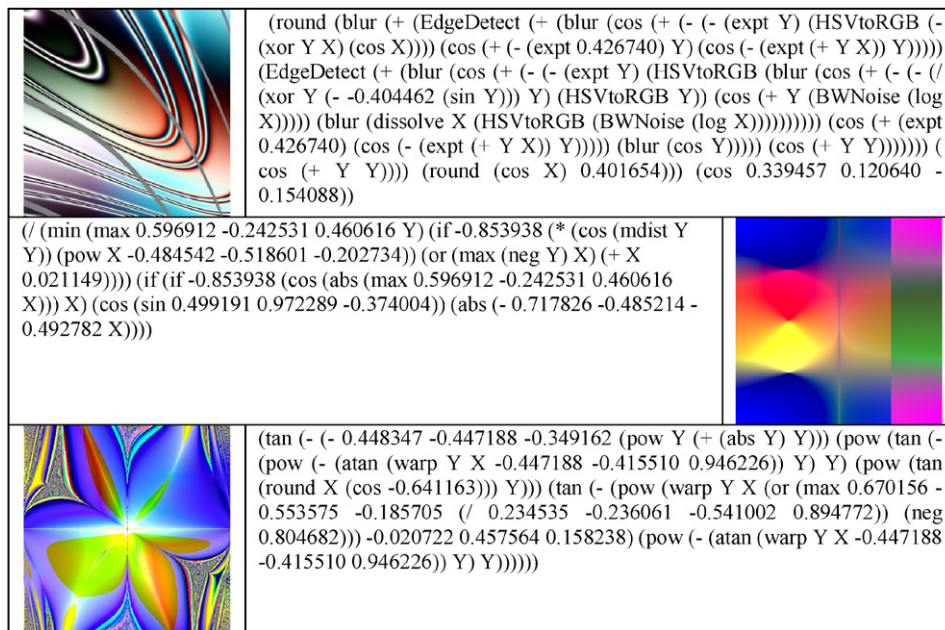 (round (blur (+ (EdgeDetect (+ (blur (cos (+ (- (- (expt Y) (HSVtoRGB (-
(xor Y X) (cos X)))) (cos (+ (- (expt 0.426740) Y) (cos (- (expt (+ Y X)) Y)))))
(EdgeDetect (+ (blur (cos (+ (- (- (expt Y) (HSVtoRGB (blur (cos (+ (- (- (/
(xor Y (- -0.404462 (sin Y))) Y) (HSVtoRGB Y)) (cos (+ Y (BWNoise (log
X))))) (blur (dissolve X (HSVtoRGB (BWNoise (log X)))))))))) (cos (+ (expt
0.426740) (cos (- (expt (+ Y X)) Y))))) (blur (cos Y))))) (cos (+ Y Y))))))) (
cos (+ Y Y)))) (round (cos X) 0.401654))) (cos 0.339457 0.120640 -
0.154088))
(/ (min (max 0.596912 -0.242531 0.460616 Y) (if -0.853938 (* (cos (mdist Y
Y)) (pow X -0.484542 -0.518601 -0.202734)) (or (max (neg Y) X) (+ X
0.021149)))) (if (if -0.853938 (cos (abs (max 0.596912 -0.242531 0.460616
X))) X) (cos (sin 0.499191 0.972289 -0.374004)) (abs (- 0.717826 -0.485214 -
0.492782 X))))
(tan (- (- 0.448347 -0.447188 -0.349162 (pow Y (+ (abs Y) Y))) (pow (tan (-
(pow (- (atan (warp Y X -0.447188 -0.415510 0.946226)) Y) Y) (pow (tan
(round X (cos -0.641163))) Y))) (tan (- (pow (warp Y X (or (max 0.670156 -
0.553575 -0.185705 (/ 0.234535 -0.236061 -0.541002 0.894772)) (neg
0.804682))) -0.020722 0.457564 0.158238) (pow (- (atan (warp Y X -0.447188
-0.415510 0.946226)) Y) Y))))))